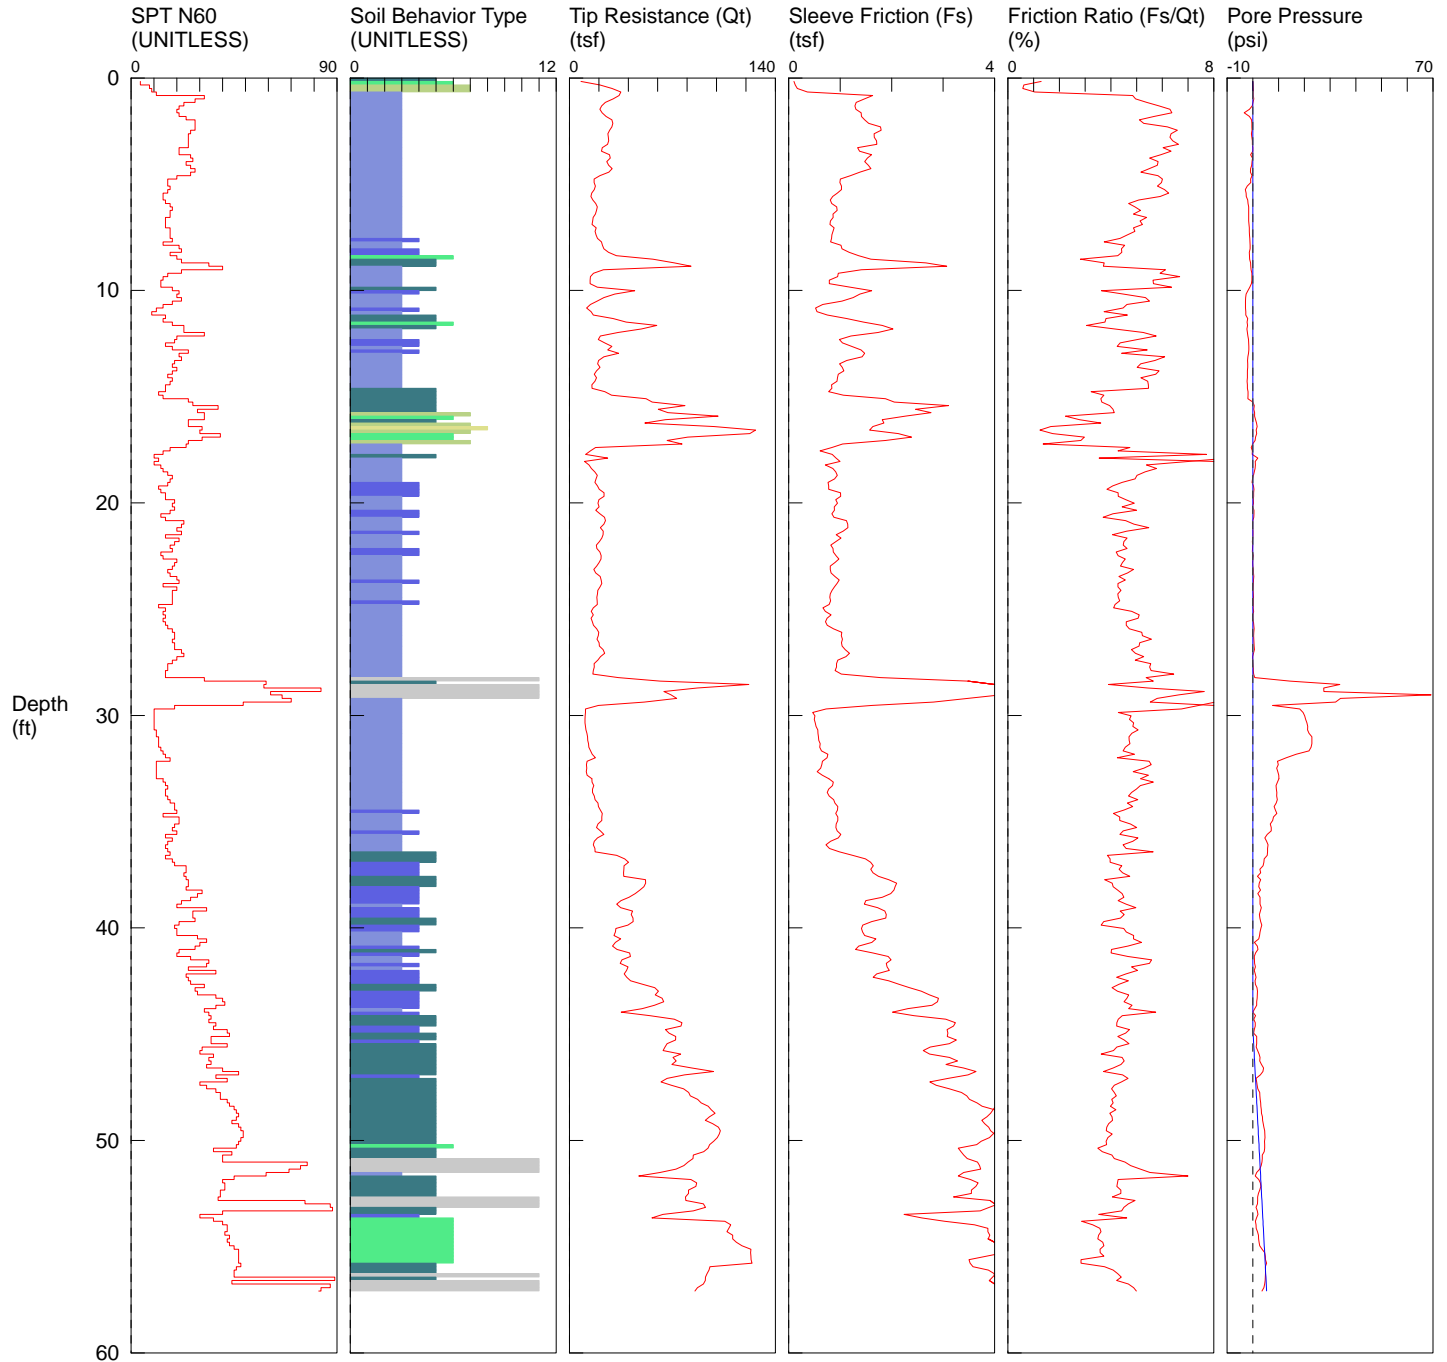 SPT N60
(UNITLESS)
Soil Behavior Type
(UNITLESS)
Tip Resistance (Qt)
(tsf)
Sleeve Friction (Fs)
(tsf)
Friction Ratio (Fs/Qt)
(%)
Pore Pressure
(psi)
0 90
0 12
0 140
0 4
0 8
-10 70
0
10
20
Depth
(ft)
30
40
50
60